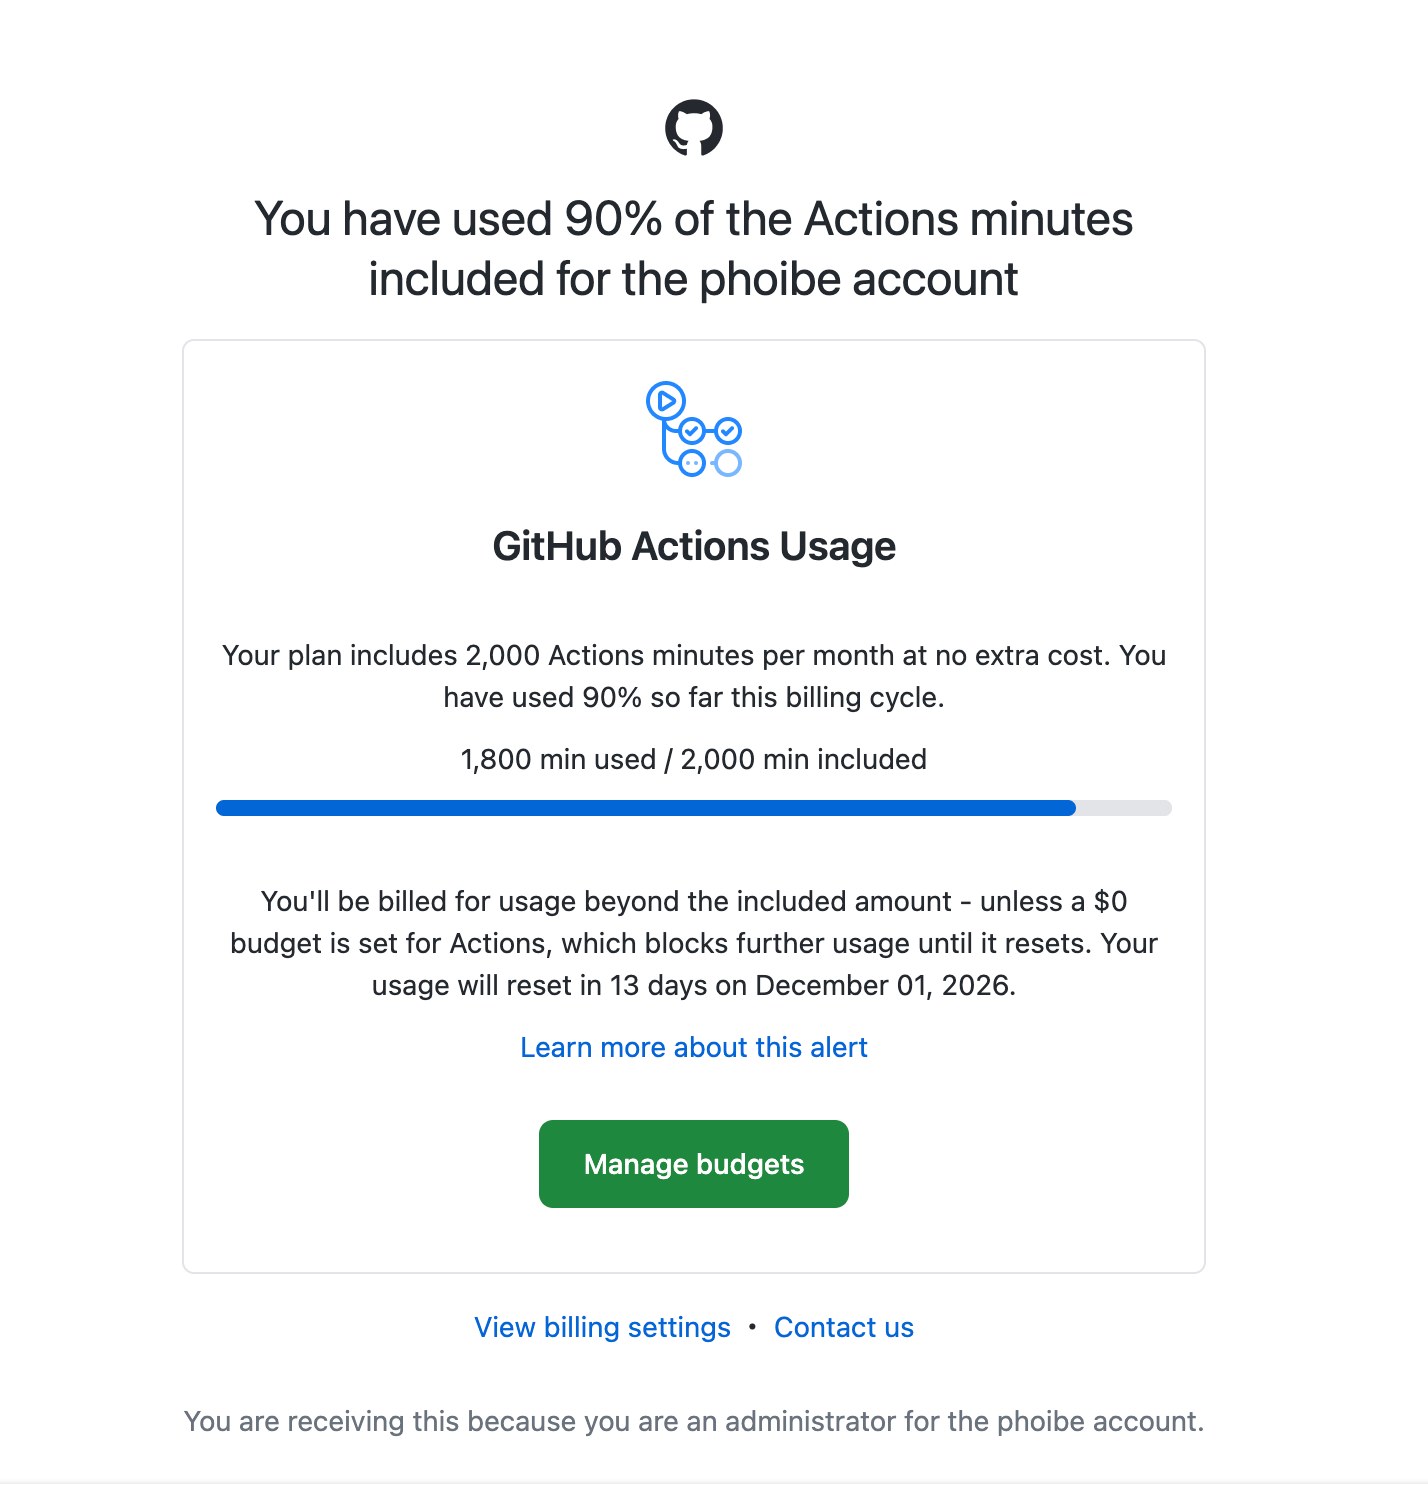 You have used 90% of the Actions minutes
included for the phoibe account
GitHub Actions Usage
Your plan includes 2,000 Actions minutes per month at no extra cost. You
have used 90% so far this billing cycle.
1,800 min used / 2,000 min included
You'll be billed for usage beyond the included amount - unless a $0
budget is set for Actions, which blocks further usage until it resets. Your
usage will reset in 13 days on December 01, 2026.
Learn more about this alert
Manage budgets
View billing settings • Contact us
You are receiving this because you are an administrator for the phoibe account.